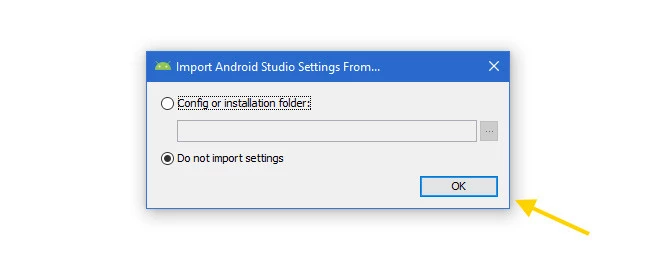 Import Android Studio Settings From...
Config or installation folder:
...
Do not import settings
OK